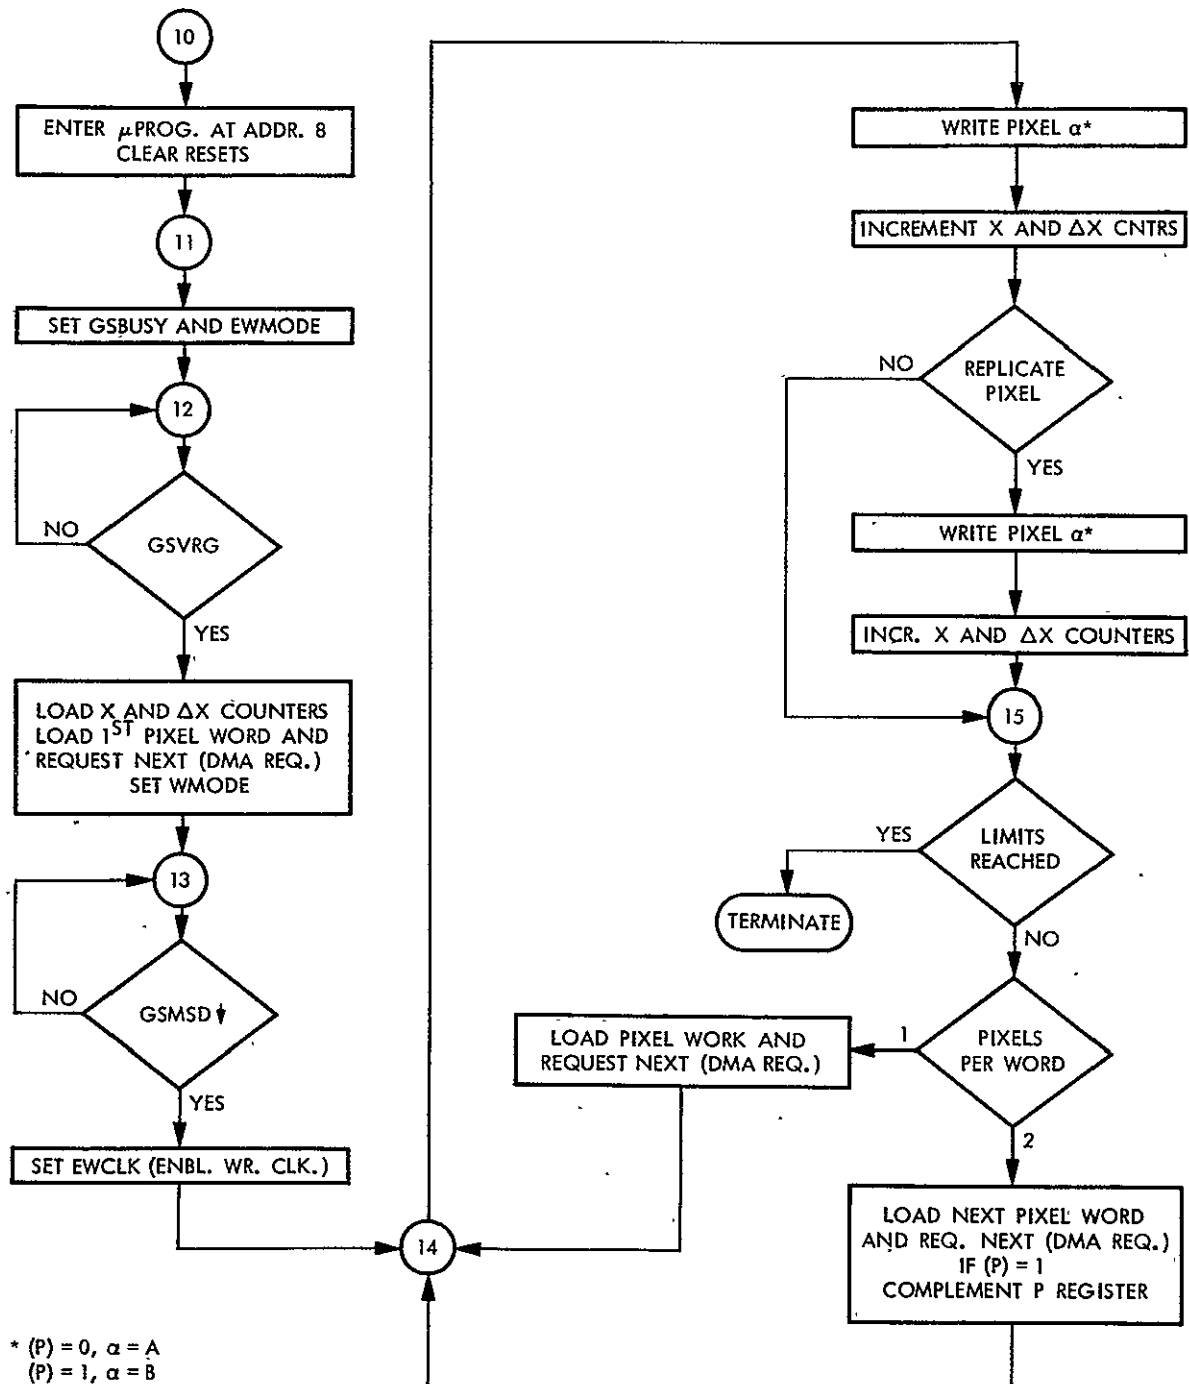 10
ENTER μPROG. AT ADDR. 8
CLEAR RESETS
11
SET GSBUSY AND EWMODE
12
NO
GSVRG
YES
LOAD X AND ΔX COUNTERS
LOAD 1ST PIXEL WORD AND
REQUEST NEXT (DMA REQ.)
SET WMODE
13
NO
GSMSD
YES
SET EWCLK (ENBL. WR. CLK.)
14
WRITE PIXEL α*
INCREMENT X AND ΔX CNTRS
NO
REPLICATE
PIXEL
YES
WRITE PIXEL α*
INCR. X AND ΔX COUNTERS
15
YES
LIMITS
REACHED
TERMINATE
NO
1
PIXELS
PER WORD
LOAD PIXEL WORK AND
REQUEST NEXT (DMA REQ.)
2
LOAD NEXT PIXEL WORD
AND REQ. NEXT (DMA REQ.)
IF (P) = 1
COMPLEMENT P REGISTER
* (P) = 0, α = A
(P) = 1, α = B